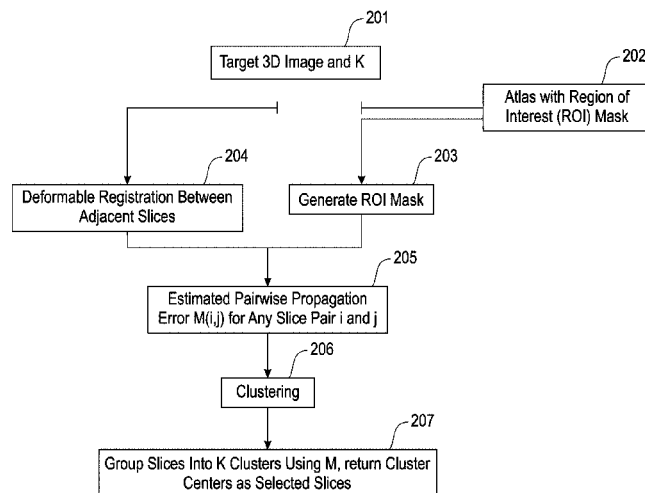 201
Target 3D Image and K
202
Atlas with Region of
Interest (ROI) Mask
204
Deformable Registration Between
Adjacent Slices
203
Generate ROI Mask
205
Estimated Pairwise Propagation
Error M(i,j) for Any Slice Pair i and j
206
Clustering
207
Group Slices Into K Clusters Using M, return Cluster
Centers as Selected Slices